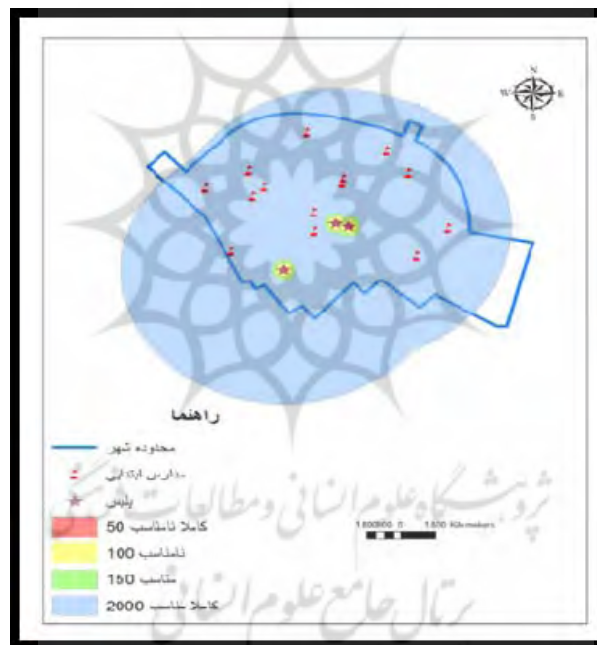 N
W E
S
راهنما
محدوده شهر
مدارس ابتدایی
پلیس
کاملا نامناسب 50
نامناسب 100
مناسب 150
کاملا مناسب 2000
Kilometers
پژوهشگاه علوم انسانی و مطالعات فرهنگی
پرتال جامع علوم انسانی